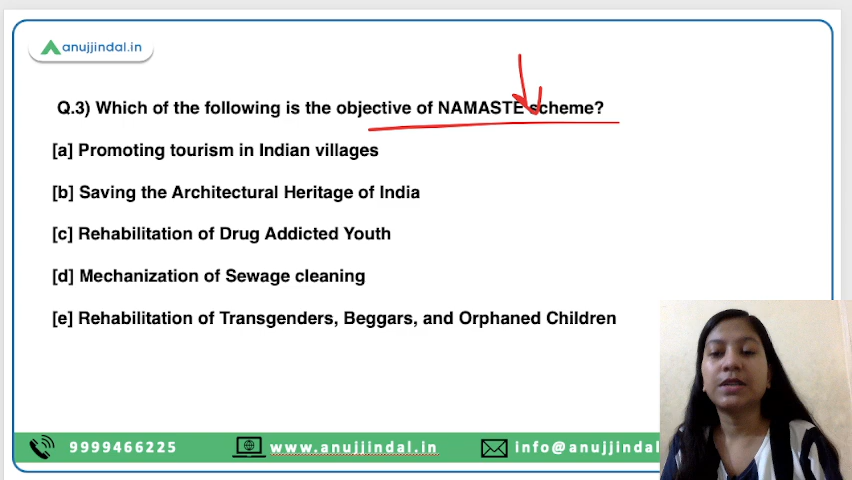 anujjindal.in
Q.3) Which of the following is the objective of NAMASTE scheme?
[a] Promoting tourism in Indian villages
[b] Saving the Architectural Heritage of India
[c] Rehabilitation of Drug Addicted Youth
[d] Mechanization of Sewage cleaning
[e] Rehabilitation of Transgenders, Beggars, and Orphaned Children
9999466225 www.anujjindal.in info@anujjindal